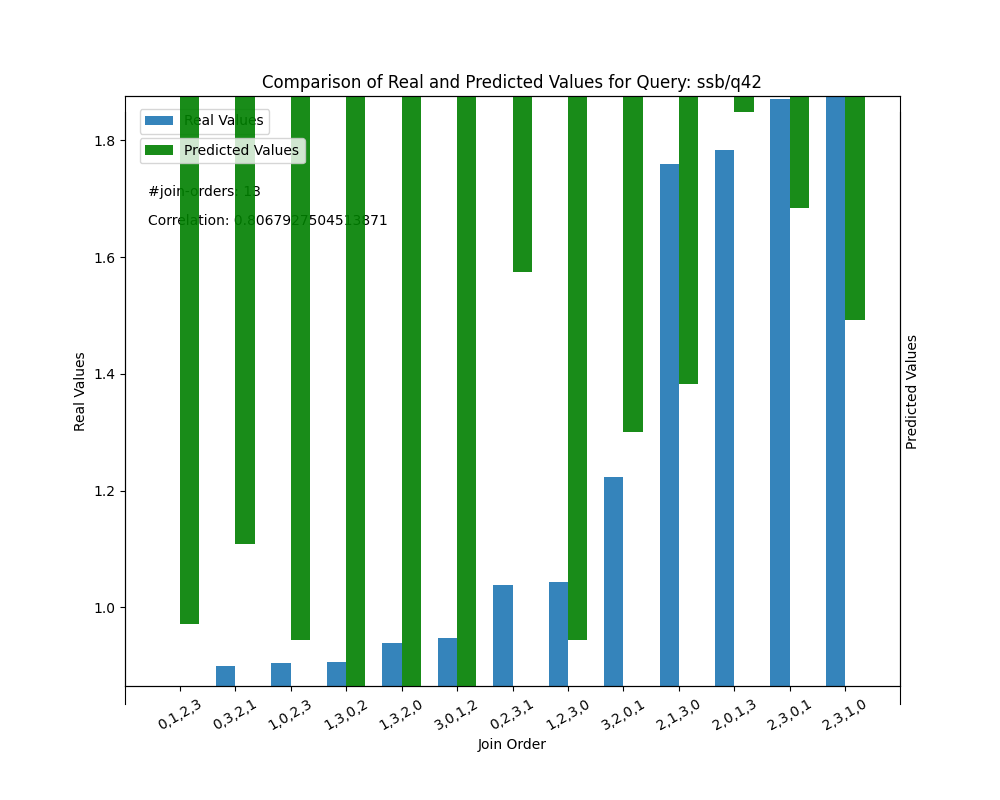 Comparison of Real and Predicted Values for Query: ssb/q42
Real Values
Predicted Values
#join-orders: 13
Correlation: 0.8067927504513871
1.8
1.6
1.4
1.2
1.0
Real Values
Predicted Values
0,1,2,3
0,3,2,1
1,0,2,3
1,3,0,2
1,3,2,0
3,0,1,2
0,2,3,1
1,2,3,0
3,2,0,1
2,1,3,0
2,0,1,3
2,3,0,1
2,3,1,0
Join Order